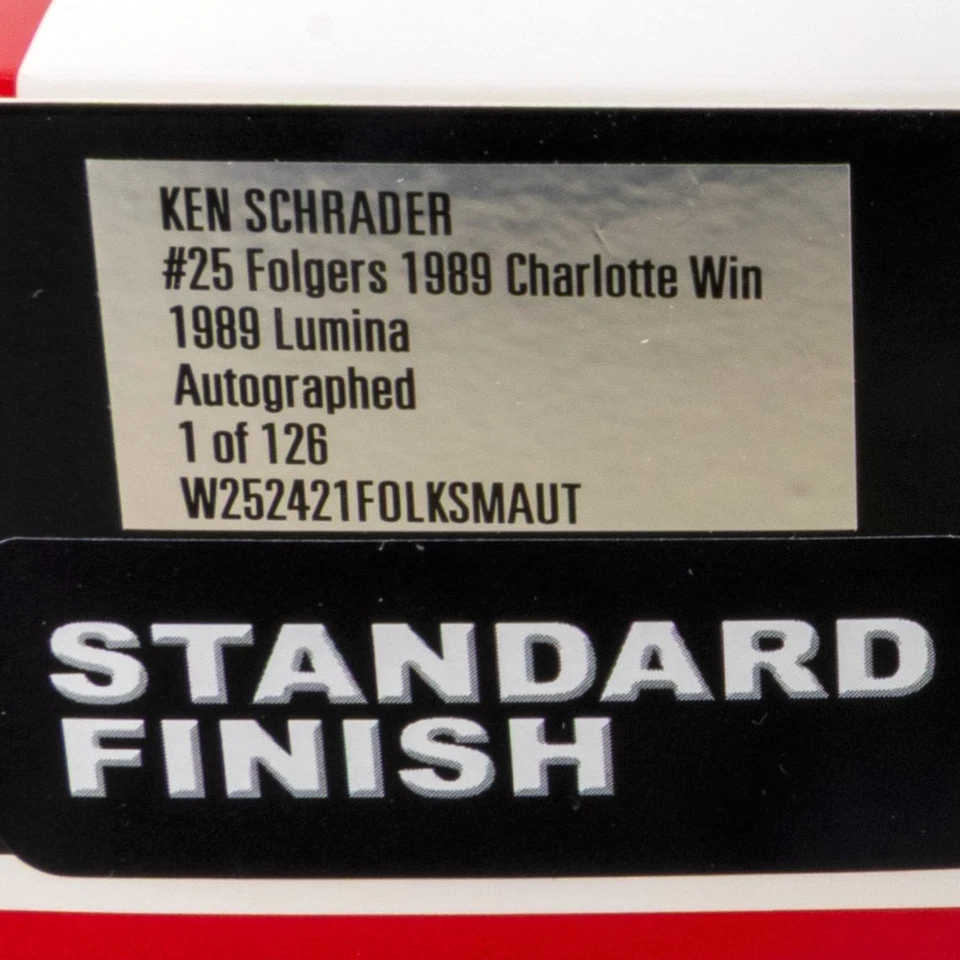 KEN SCHRADER
#25 Folgers 1989 Charlotte Win
1989 Lumina
Autographed
1 of 126
W252421FOLKSMAUT
STANDARD
FINISH